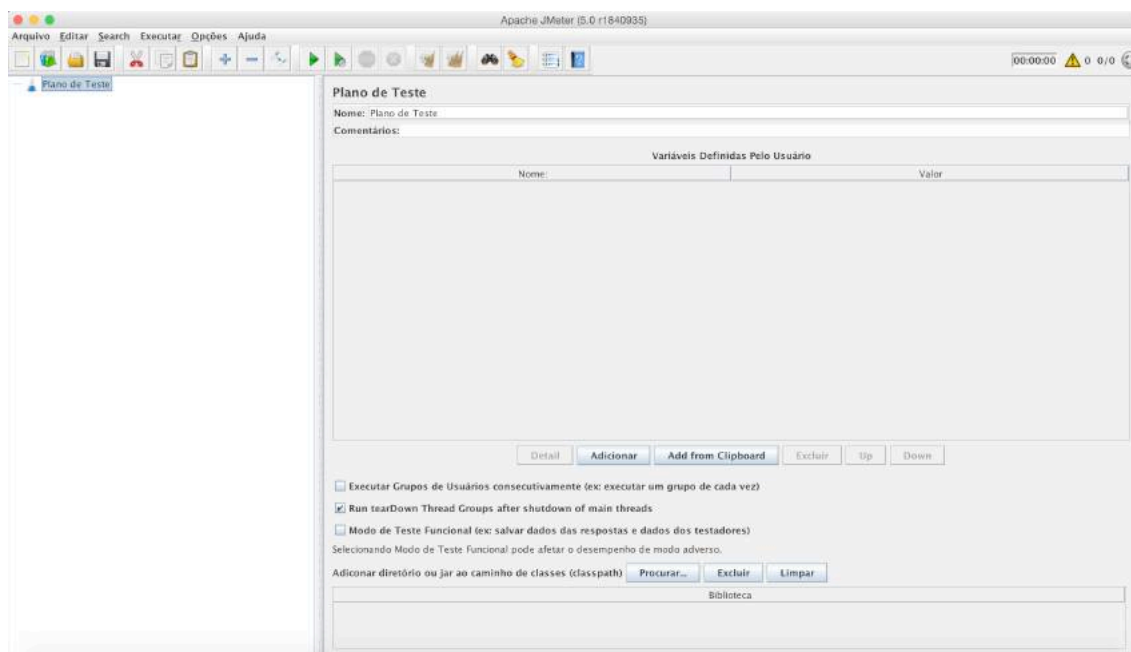 Apache JMeter (5.0 r1840935)
Arquivo Editar Search Executar Opções Ajuda
00:00:00 0 0/0
Plano de Teste
Plano de Teste
Nome: Plano de Teste
Comentários:
Variáveis Definidas Pelo Usuário
Nome: Valor
Detail Adicionar Add from Clipboard Excluir Up Down
Executar Grupos de Usuários consecutivamente (ex: executar um grupo de cada vez)
Run tearDown Thread Groups after shutdown of main threads
Modo de Teste Funcional (ex: salvar dados das respostas e dados dos testadores)
Selecionando Modo de Teste Funcional pode afetar o desempenho de modo adverso.
Adiconar diretório ou jar ao caminho de classes (classpath) Procurar... Excluir Limpar
Biblioteca